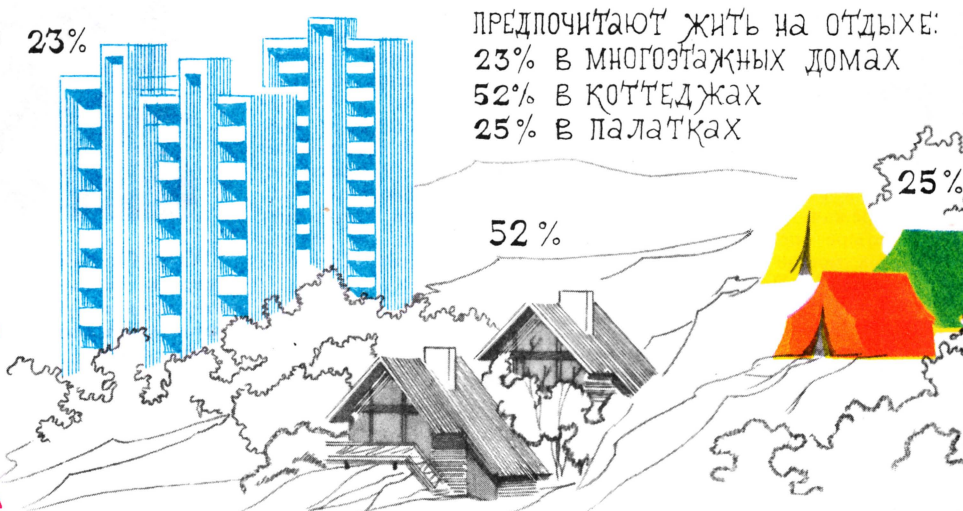 23%
ПРЕДПОЧИТАЮТ ЖИТЬ НА ОТДЫХЕ:
23% В МНОГОЭТАЖНЫХ ДОМАХ
52% В КОТТЕДЖАХ
25% В ПАЛАТКАХ
25%
52%